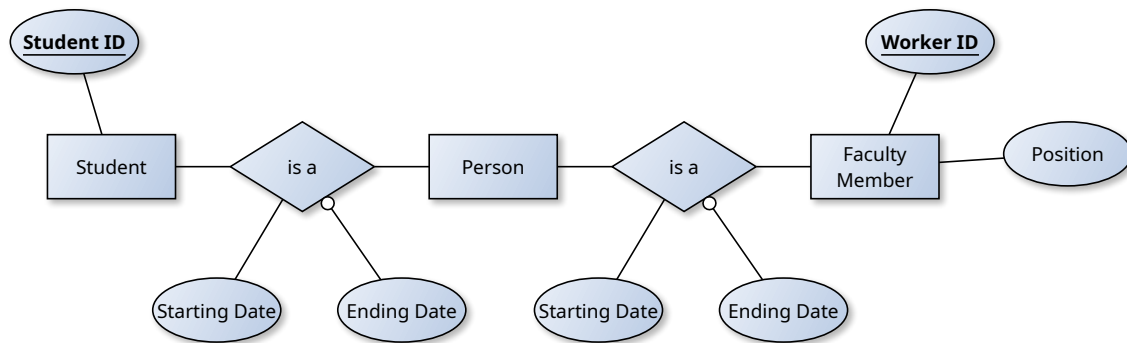 Student ID
Worker ID
Student
is a
Person
is a
Faculty
Member
Position
Starting Date
Ending Date
Starting Date
Ending Date